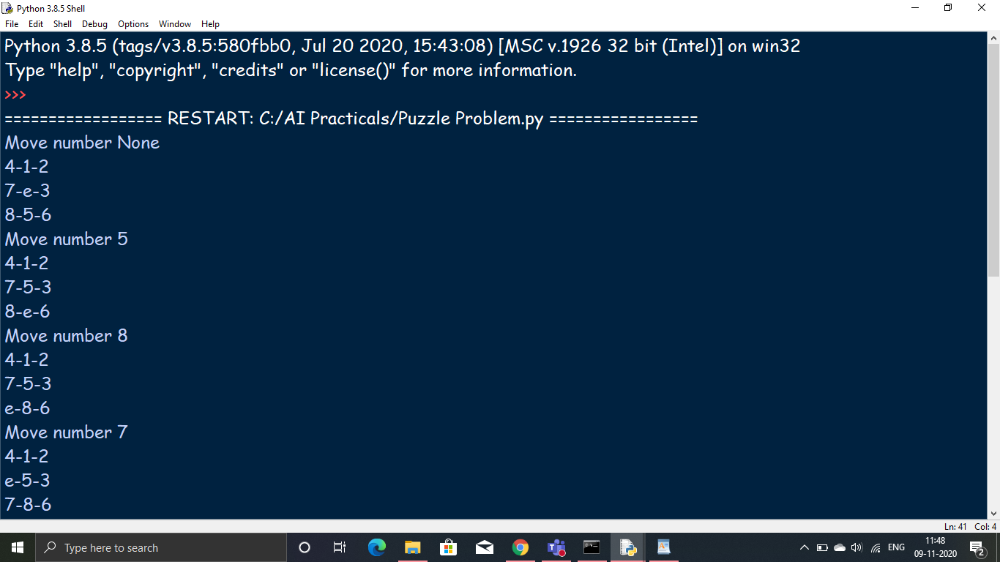 Python 3.8.5 Shell
File Edit Shell Debug Options Window Help
Python 3.8.5 (tags/v3.8.5:580fbb0, Jul 20 2020, 15:43:08) [MSC v.1926 32 bit (Intel)] on win32
Type "help", "copyright", "credits" or "license()" for more information.
>>>
================== RESTART: C:/AI Practicals/Puzzle Problem.py =================
Move number None
4-1-2
7-e-3
8-5-6
Move number 5
4-1-2
7-5-3
8-e-6
Move number 8
4-1-2
7-5-3
e-8-6
Move number 7
4-1-2
e-5-3
7-8-6
Ln: 41 Col: 4
Type here to search
ENG
11:48
09-11-2020
2